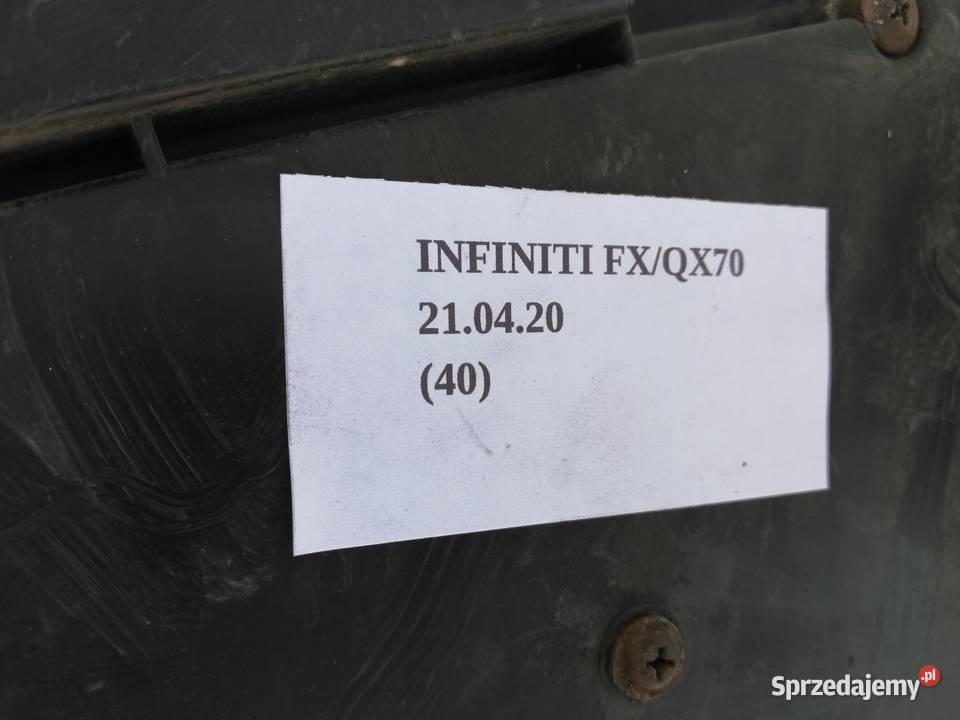 INFINITI FX/QX70
21.04.20
(40)
Sprzedajemy.pl